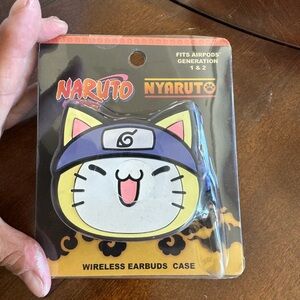 FITS AIRPODS
GENERATION
1 & 2
NARUTO
NYARUTO
WIRELESS EARBUDS CASE